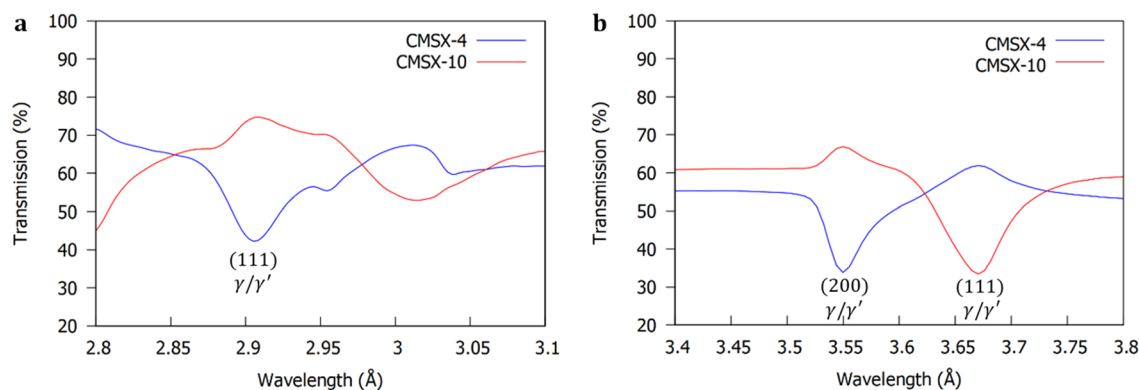 a
100
90
80
70
60
50
40
30
20
Transmission (%)
CMSX-4
CMSX-10
(111)
γ/γ′
2.8 2.85 2.9 2.95 3 3.05 3.1
Wavelength (Å)
b
100
90
80
70
60
50
40
30
20
Transmission (%)
CMSX-4
CMSX-10
(200) (111)
γ/γ′ γ/γ′
3.4 3.45 3.5 3.55 3.6 3.65 3.7 3.75 3.8
Wavelength (Å)